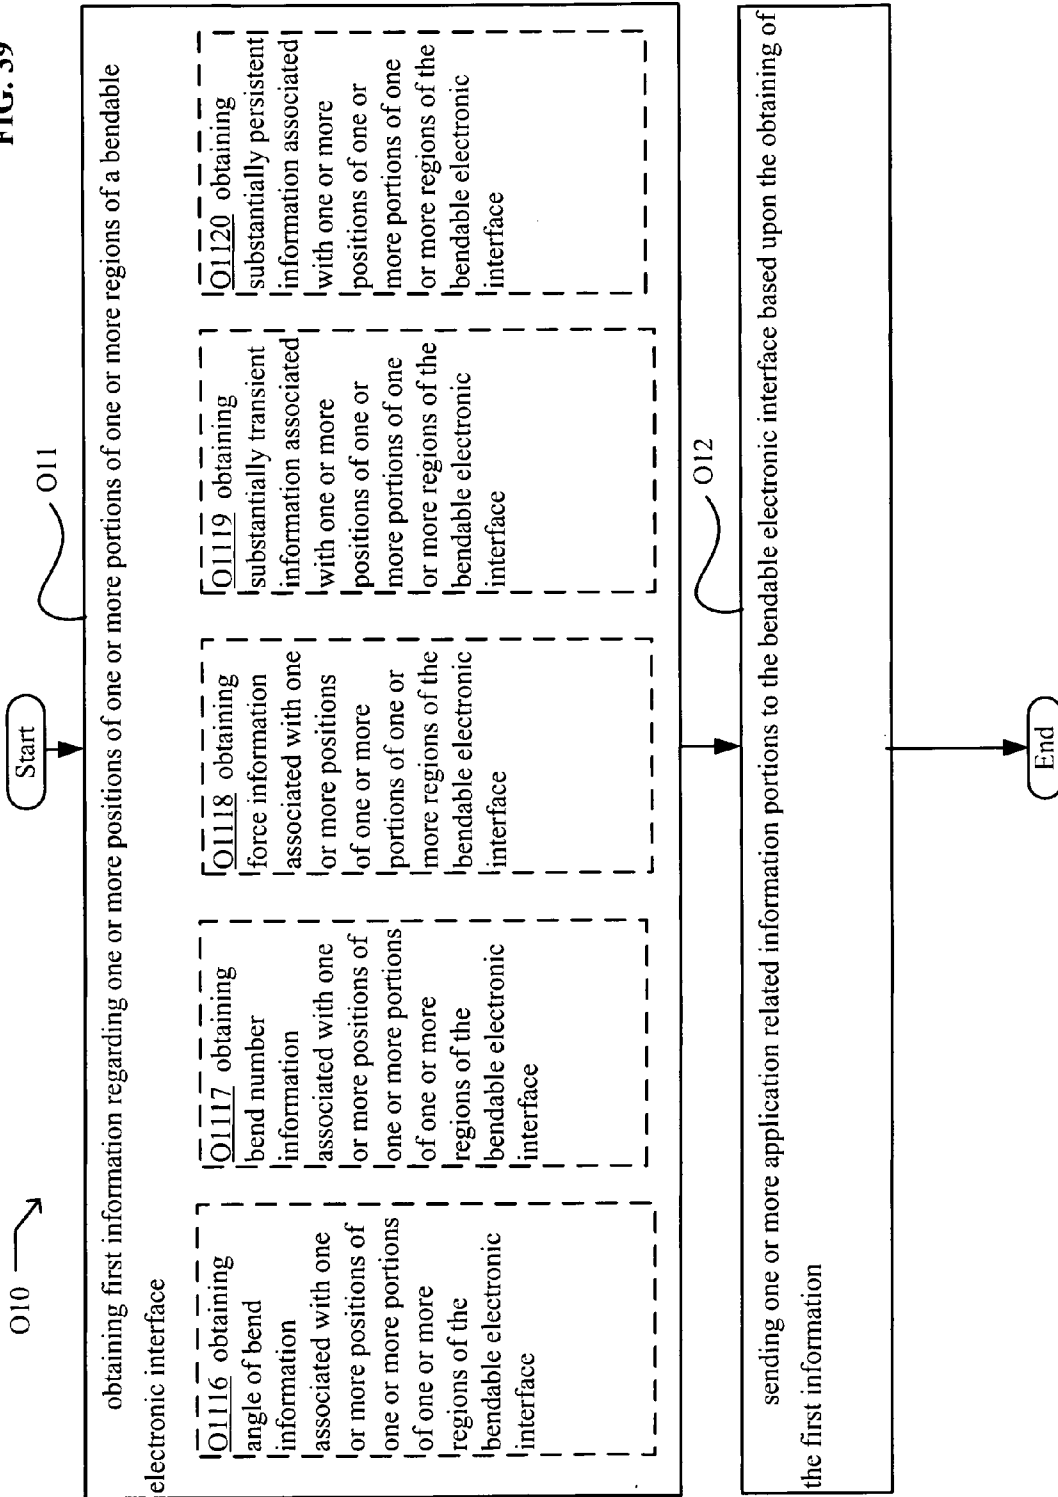 FIG. 39
O10
Start
O11
obtaining first information regarding one or more positions of one or more portions of one or more regions of a bendable
electronic interface
O1116 obtaining
angle of bend
information
associated with one
or more positions of
one or more portions
of one or more
regions of the
bendable electronic
interface
O1117 obtaining
bend number
information
associated with one
or more positions of
one or more portions
of one or more
regions of the
bendable electronic
interface
O1118 obtaining
force information
associated with one
or more positions
of one or more
portions of one or
more regions of the
bendable electronic
interface
O1119 obtaining
substantially transient
information associated
with one or more
positions of one or
more portions of one
or more regions of the
bendable electronic
interface
O1120 obtaining
substantially persistent
information associated
with one or more
positions of one or
more portions of one
or more regions of the
bendable electronic
interface
O12
sending one or more application related information portions to the bendable electronic interface based upon the obtaining of
the first information
End